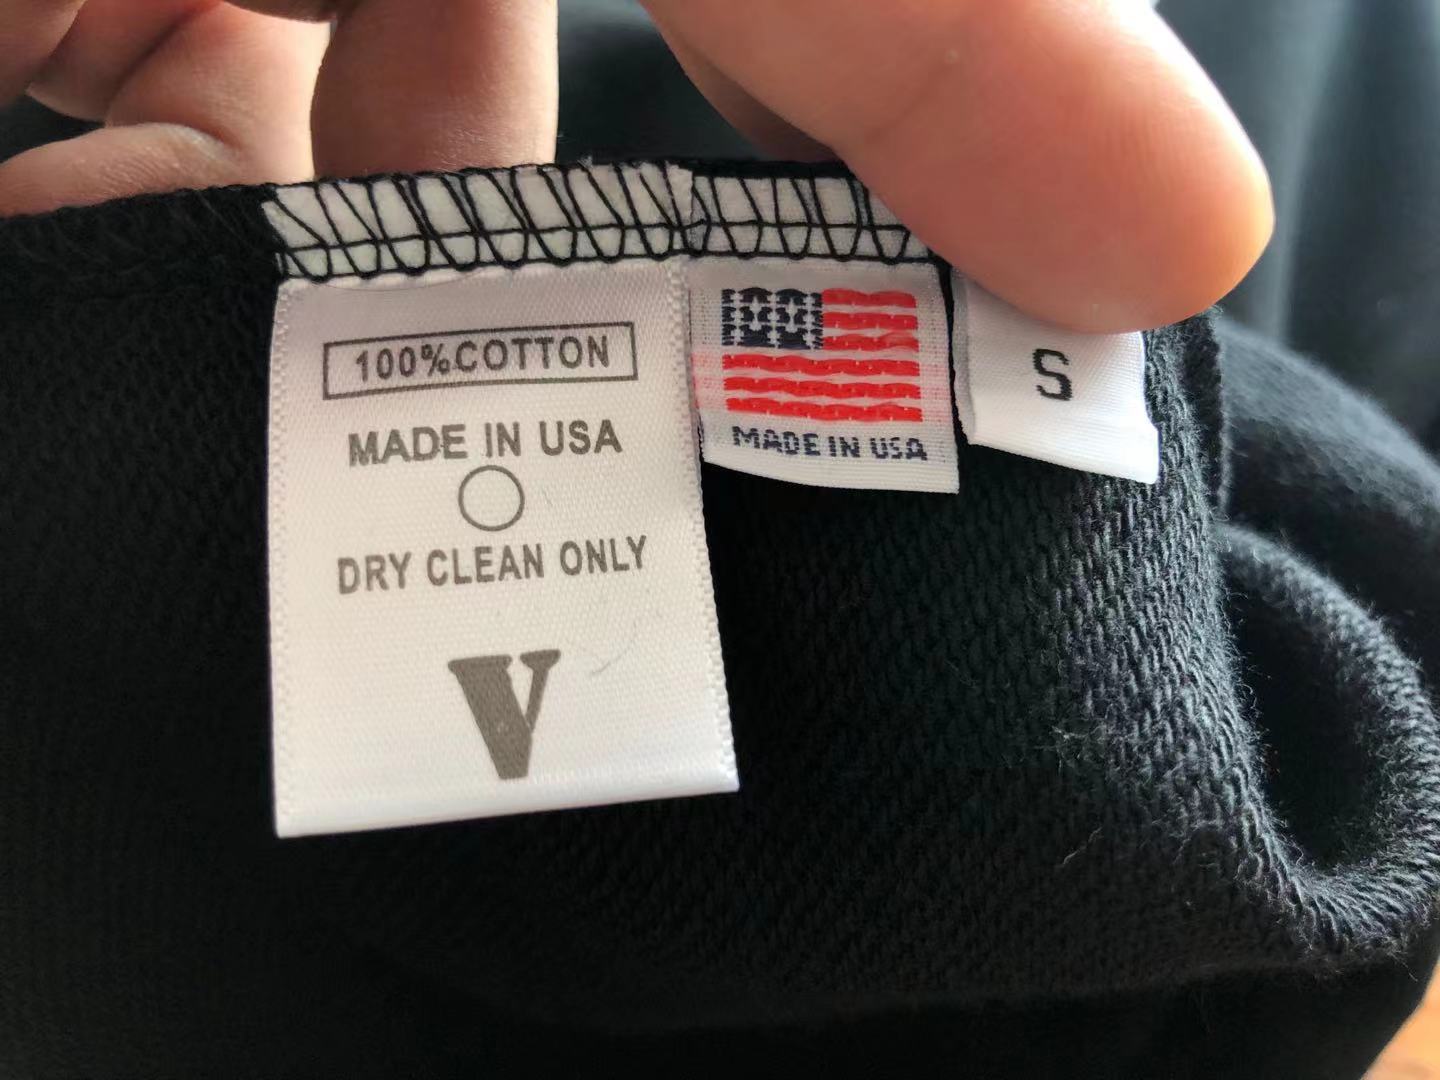 100%COTTON
MADE IN USA
DRY CLEAN ONLY
V
MADE IN USA
S